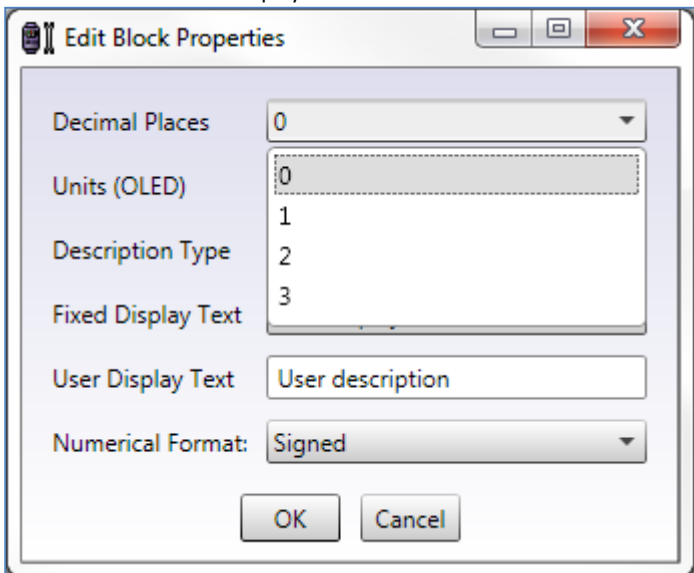 Edit Block Properties
Decimal Places 0
0
Units (OLED)
1
Description Type 2
3
Fixed Display Text
User Display Text User description
Numerical Format: Signed
OK Cancel